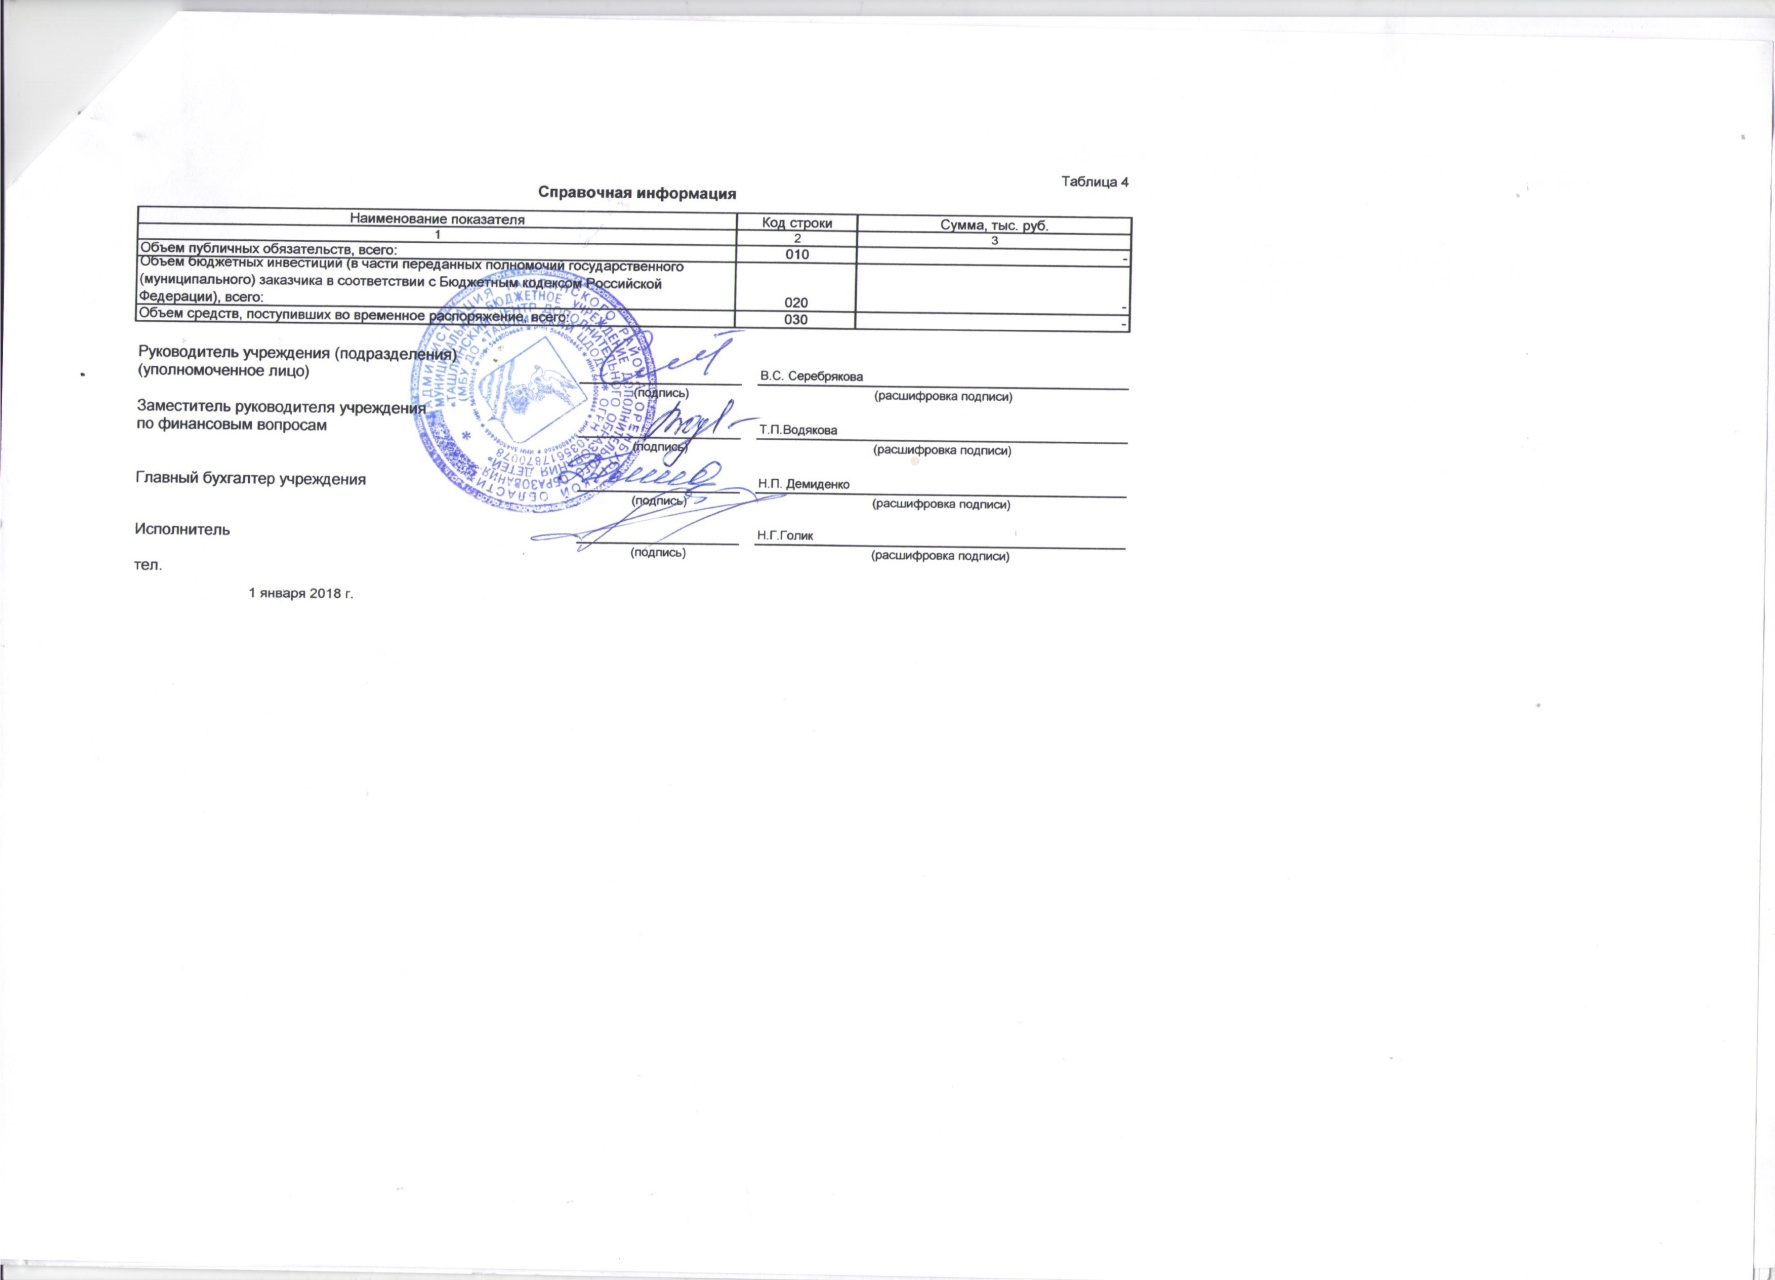 Таблица 4
Справочная информация
Наименование показателя Код строки Сумма, тыс. руб.
1 2 3
Объем публичных обязательств, всего: 010 -
Объем бюджетных инвестиций (в части переданных полномочий государственного
(муниципального) заказчика в соответствии с Бюджетным кодексом Российской
Федерации), всего: 020 -
Объем средств, поступивших во временное распоряжение, всего: 030 -
Руководитель учреждения (подразделения)
(уполномоченное лицо) В.С. Серебрякова
(подпись) (расшифровка подписи)
Заместитель руководителя учреждения
по финансовым вопросам Т.П.Водякова
(подпись) (расшифровка подписи)
Главный бухгалтер учреждения Н.П. Демиденко
(подпись) (расшифровка подписи)
Исполнитель Н.Г.Голик
(подпись) (расшифровка подписи)
тел.
1 января 2018 г.